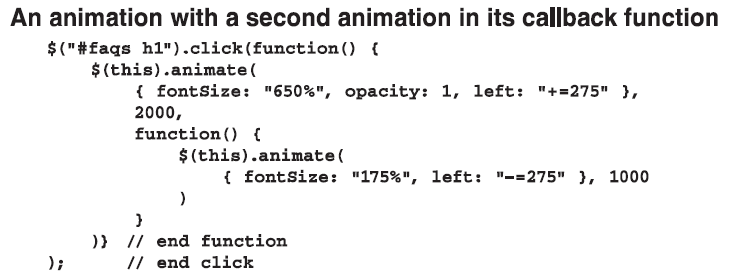 An animation with a second animation in its callback function
$("#faqs h1").click(function() {
$(this).animate(
{ fontSize: "650%", opacity: 1, left: "+=275" },
2000,
function() {
$(this).animate(
{ fontSize: "175%", left: "-=275" }, 1000
)
}
)} // end function
); // end click